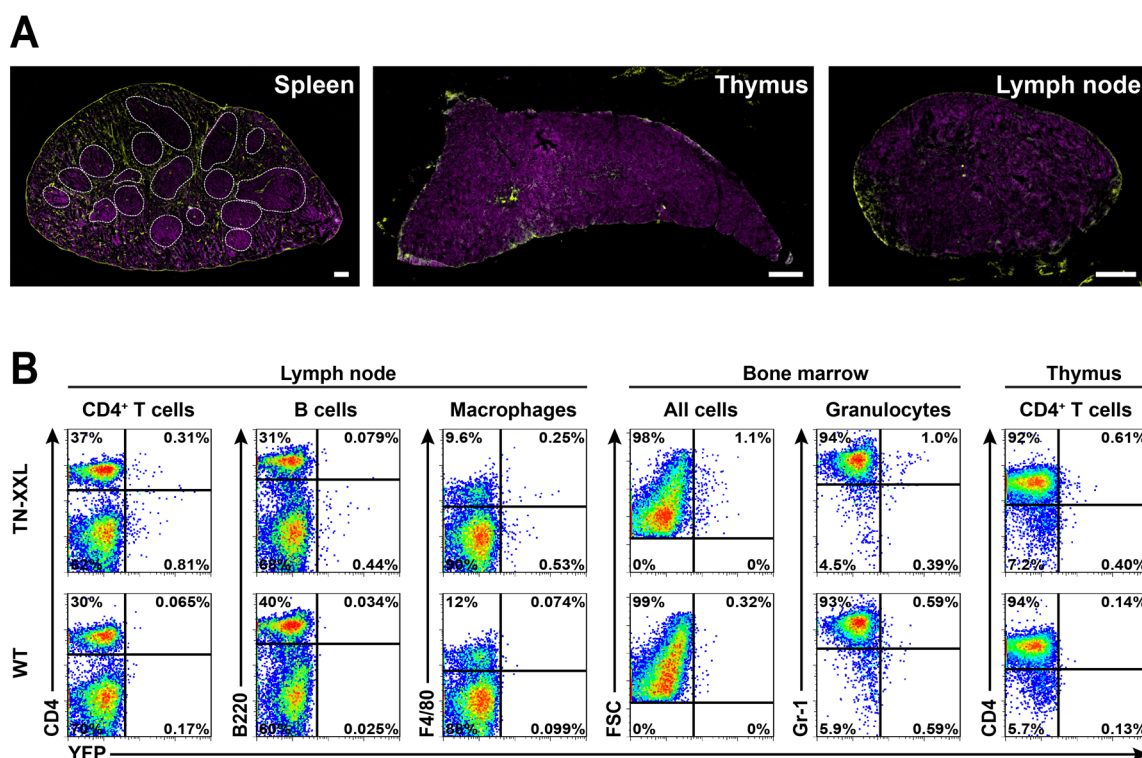 A
Spleen
Thymus
Lymph node
B
Lymph node
Bone marrow
Thymus
CD4+ T cells
B cells
Macrophages
All cells
Granulocytes
CD4+ T cells
TN-XXL
37% 0.31%
0.81%
31% 0.079%
68% 0.44%
9.6% 0.25%
90% 0.53%
98% 1.1%
0% 0%
94% 1.0%
4.5% 0.39%
92% 0.61%
7.2% 0.40%
WT
30% 0.065%
70% 0.17%
40% 0.034%
60% 0.025%
12% 0.074%
0.099%
99% 0.32%
0% 0%
93% 0.59%
5.9% 0.59%
94% 0.14%
5.7% 0.13%
CD4
B220
F4/80
FSC
Gr-1
CD4
YFP